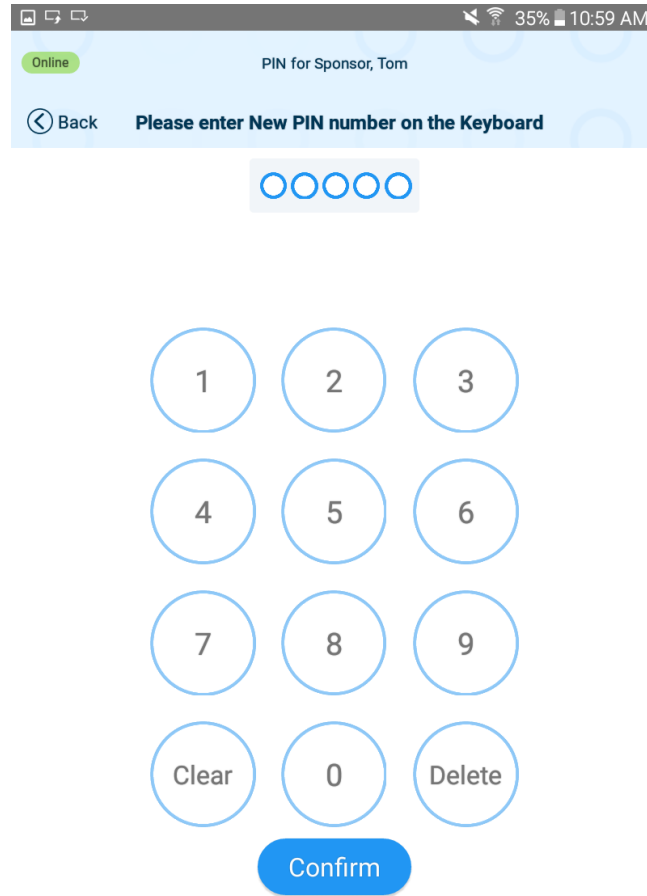 35% 10:59 AM
Online
PIN for Sponsor, Tom
Back
Please enter New PIN number on the Keyboard
1 2 3
4 5 6
7 8 9
Clear 0 Delete
Confirm